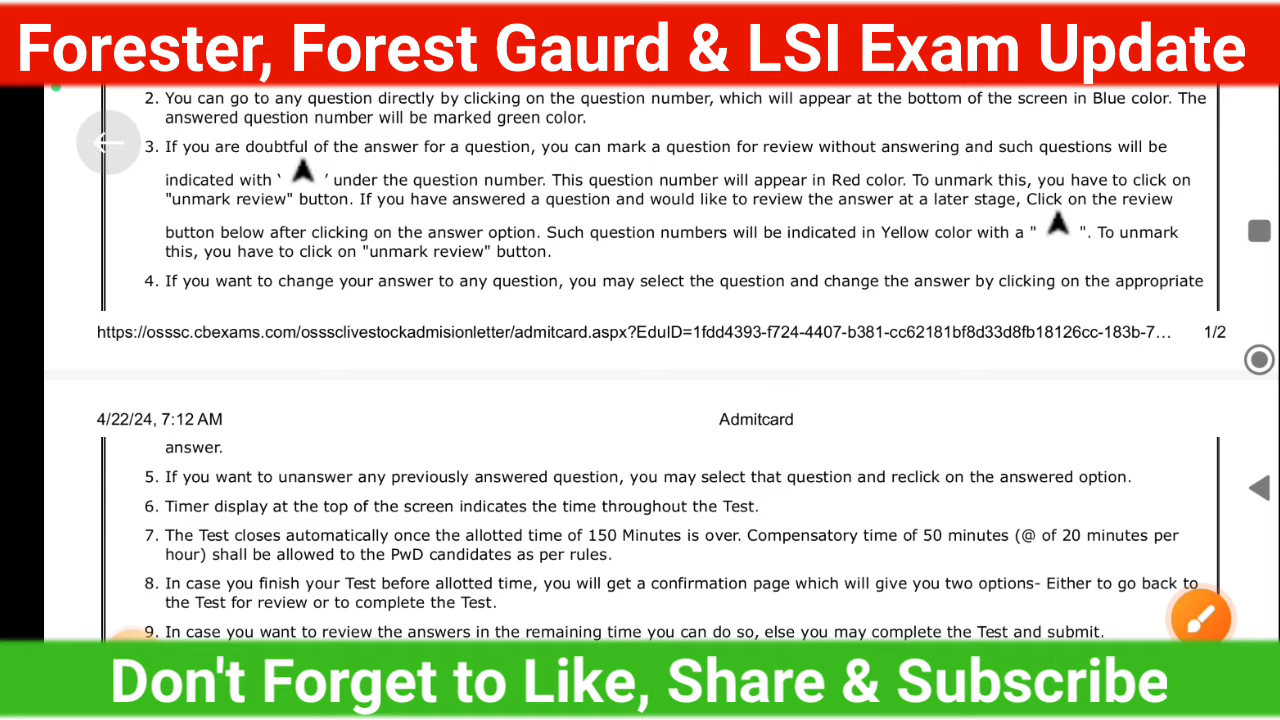 Forester, Forest Gaurd & LSI Exam Update
2. You can go to any question directly by clicking on the question number, which will appear at the bottom of the screen in Blue color. The
answered question number will be marked green color.
3. If you are doubtful of the answer for a question, you can mark a question for review without answering and such questions will be
indicated with ‘ ’ under the question number. This question number will appear in Red color. To unmark this, you have to click on
"unmark review" button. If you have answered a question and would like to review the answer at a later stage, Click on the review
button below after clicking on the answer option. Such question numbers will be indicated in Yellow color with a " ". To unmark
this, you have to click on "unmark review" button.
4. If you want to change your answer to any question, you may select the question and change the answer by clicking on the appropriate
https://osssc.cbexams.com/ossscIivestockadmisionletter/admitcard.aspx?EduID=1fdd4393-f724-4407-b381-cc62181bf8d33d8fb18126cc-183b-7... 1/2
4/22/24, 7:12 AM Admitcard
answer.
5. If you want to unanswer any previously answered question, you may select that question and reclick on the answered option.
6. Timer display at the top of the screen indicates the time throughout the Test.
7. The Test closes automatically once the allotted time of 150 Minutes is over. Compensatory time of 50 minutes (@ of 20 minutes per
hour) shall be allowed to the PwD candidates as per rules.
8. In case you finish your Test before allotted time, you will get a confirmation page which will give you two options- Either to go back to
the Test for review or to complete the Test.
9. In case you want to review the answers in the remaining time you can do so, else you may complete the Test and submit.
Don't Forget to Like, Share & Subscribe